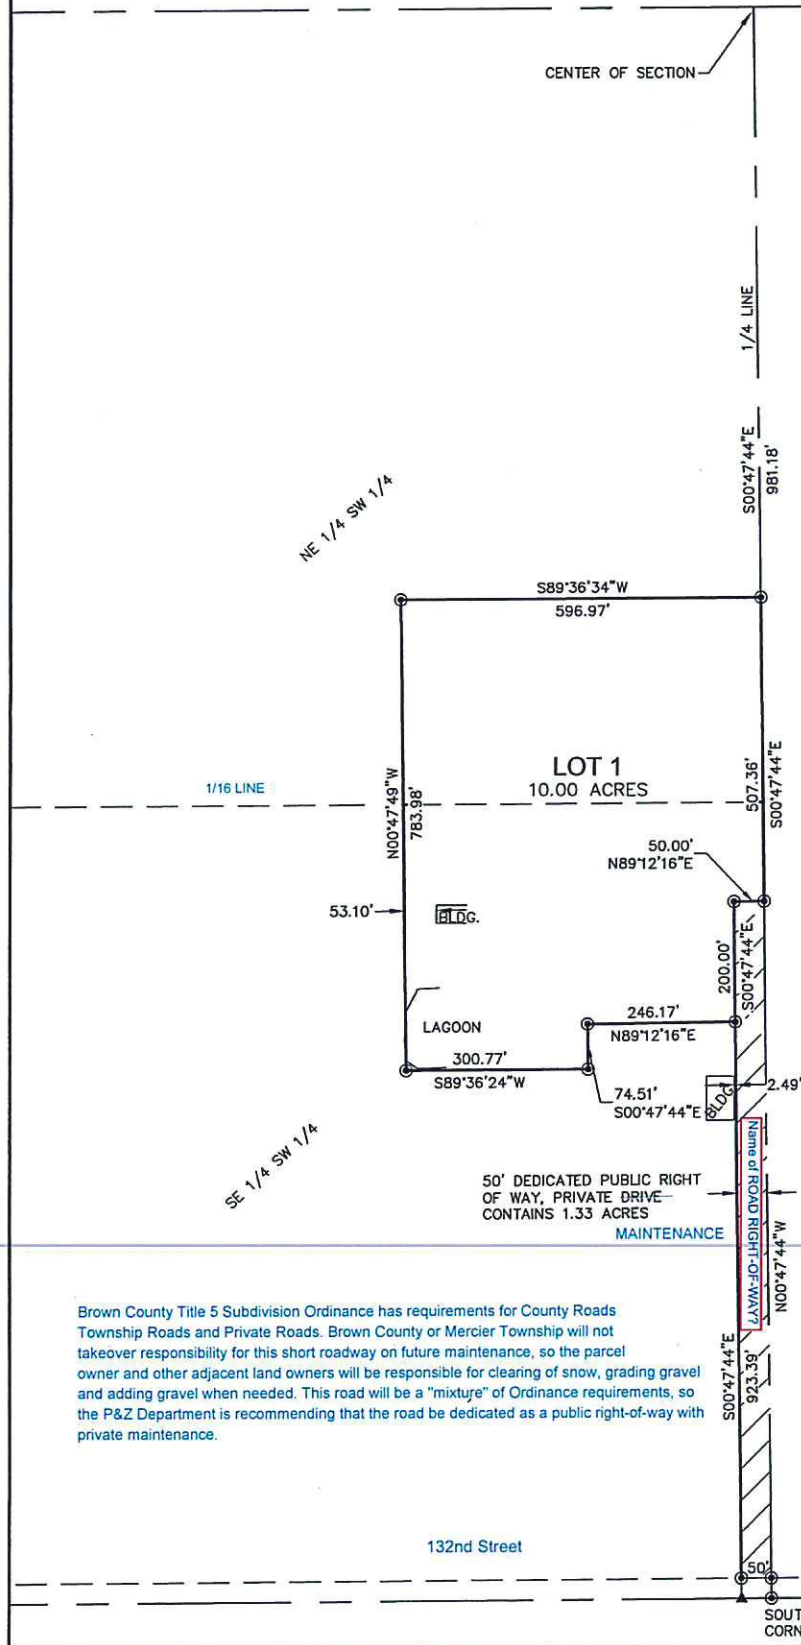 CENTER OF SECTION
1/4 LINE
S00°47'44"E
981.18'
NE 1/4 SW 1/4
S89°36'34"W
596.97'
LOT 1
10.00 ACRES
1/16 LINE
N00°47'49"W
783.98'
507.36'
S00°47'44"E
50.00'
N89°12'16"E
53.10'
BLDG.
200.00'
S00°47'44"E
LAGOON
246.17'
N89°12'16"E
300.77'
S89°36'24"W
74.51'
S00°47'44"E
BLDG
2.49'
SE 1/4 SW 1/4
50' DEDICATED PUBLIC RIGHT
OF WAY, PRIVATE DRIVE
CONTAINS 1.33 ACRES
MAINTENANCE
Name of ROAD RIGHT-OF-WAY?
N00°47'44"W
Brown County Title 5 Subdivision Ordinance has requirements for County Roads
Township Roads and Private Roads. Brown County or Mercier Township will not
takeover responsibility for this short roadway on future maintenance, so the parcel
owner and other adjacent land owners will be responsible for clearing of snow, grading gravel
and adding gravel when needed. This road will be a "mixture" of Ordinance requirements, so
the P&Z Department is recommending that the road be dedicated as a public right-of-way with
private maintenance.
S00°47'44"E
923.39'
132nd Street
50'
SOUT
CORN